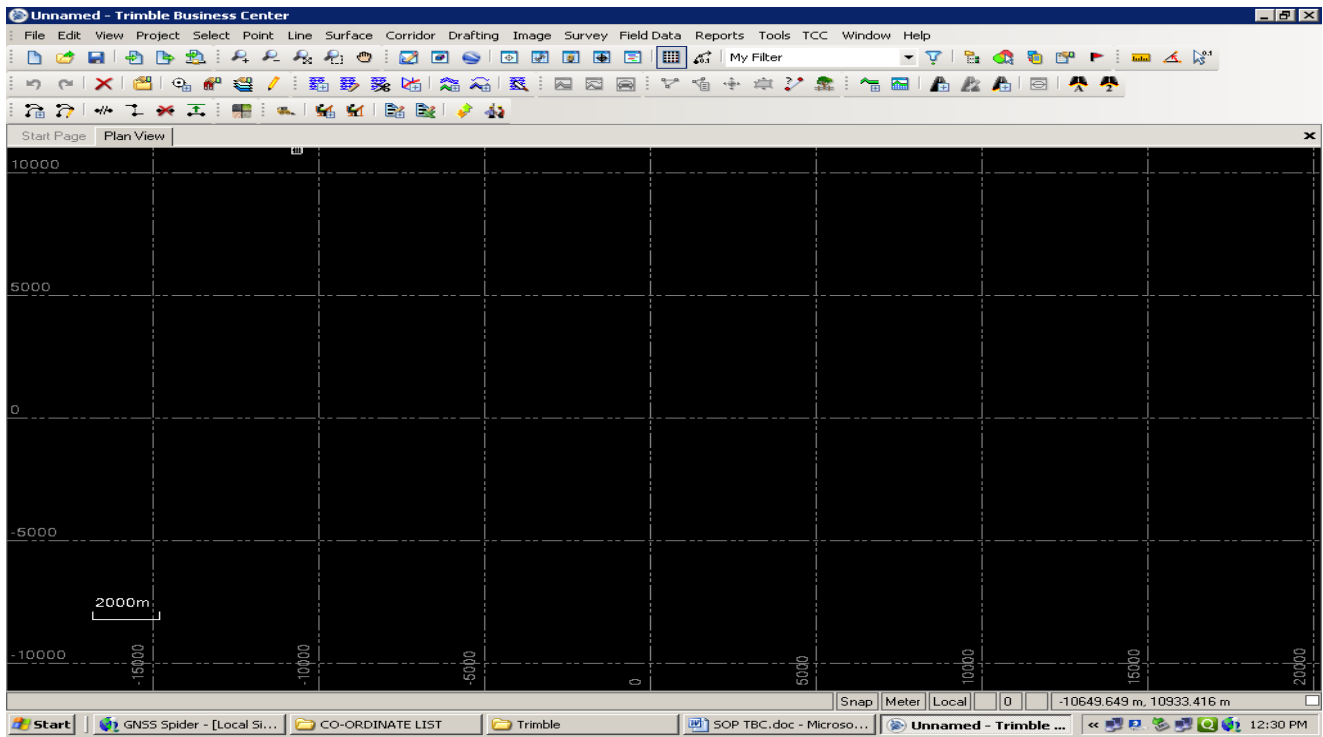 Unnamed - Trimble Business Center
File Edit View Project Select Point Line Surface Corridor Drafting Image Survey Field Data Reports Tools TCC Window Help
My Filter
Start Page Plan View
10000
5000
0
-5000
2000m
-10000
-15000 -10000 -5000 0 5000 10000 15000 20000
Snap Meter Local 0 -10649.649 m, 10933.416 m
Start GNSS Spider - [Local Si... CO-ORDINATE LIST Trimble SOP TBC.doc - Microso... Unnamed - Trimble ... 12:30 PM